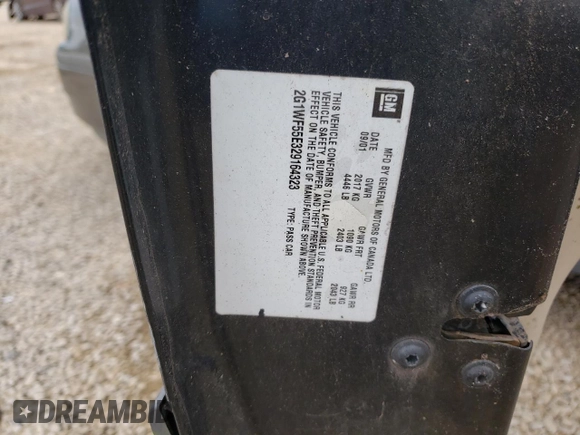 GM
MFD BY GENERAL MOTORS OF CANADA LTD.
DATE GVWR GAWR FRT GAWR RR
09/01 2017 KG 1090 KG 927 KG
4446 LB 2403 LB 2043 LB
THIS VEHICLE CONFORMS TO ALL APPLICABLE U.S. FEDERAL MOTOR
VEHICLE SAFETY, BUMPER, AND THEFT PREVENTION STANDARDS IN
EFFECT ON THE DATE OF MANUFACTURE SHOWN ABOVE.
2G1WF55E329164323 TYPE: PASS CAR
DREAMBID